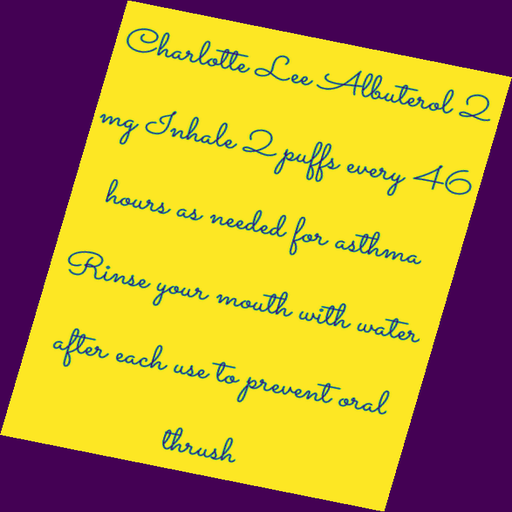 Charlotte Lee Albuterol 2
mg Inhale 2 puffs every 46
hours as needed for asthma
Rinse your mouth with water
after each use to prevent oral
thrush